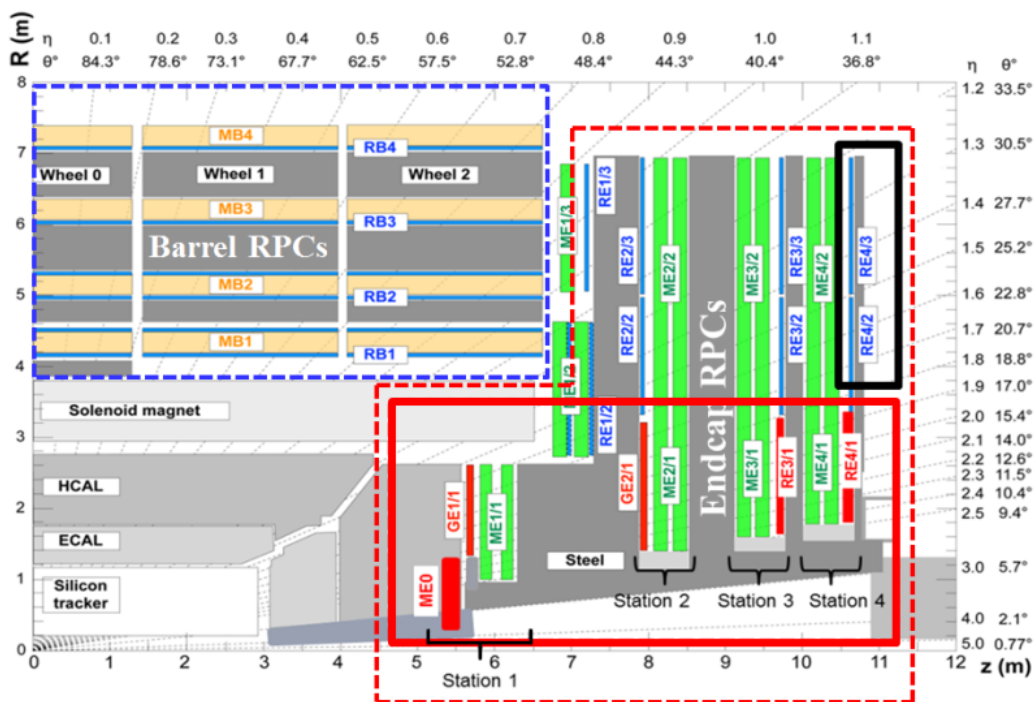 R (m)
η 0.1 0.2 0.3 0.4 0.5 0.6 0.7 0.8 0.9 1.0 1.1
θ° 84.3° 78.6° 73.1° 67.7° 62.5° 57.5° 52.8° 48.4° 44.3° 40.4° 36.8° η θ°
8
7
6
5
4
3
2
1
0
1.2 33.5°
1.3 30.5°
1.4 27.7°
1.5 25.2°
1.6 22.8°
1.7 20.7°
1.8 18.8°
1.9 17.0°
2.0 15.4°
2.1 14.0°
2.2 12.6°
2.3 11.5°
2.4 10.4°
2.5 9.4°
3.0 5.7°
4.0 2.1°
5.0 0.77°
MB4
RB4
Wheel 0 Wheel 1 Wheel 2
MB3
RB3
Barrel RPCs
MB2
RB2
MB1
RB1
Solenoid magnet
HCAL
ECAL
Silicon
tracker
Steel
ME0
GE1/1
ME1/1
ME1/2
ME1/3
RE1/2
RE1/3
RE2/2
RE2/3
GE2/1
ME2/1
ME2/2
Endcap RPCs
ME3/1
ME3/2
RE3/1
RE3/2
RE3/3
ME4/1
ME4/2
RE4/1
RE4/2
RE4/3
Station 2 Station 3 Station 4
Station 1
0 1 2 3 4 5 6 7 8 9 10 11 12 z (m)